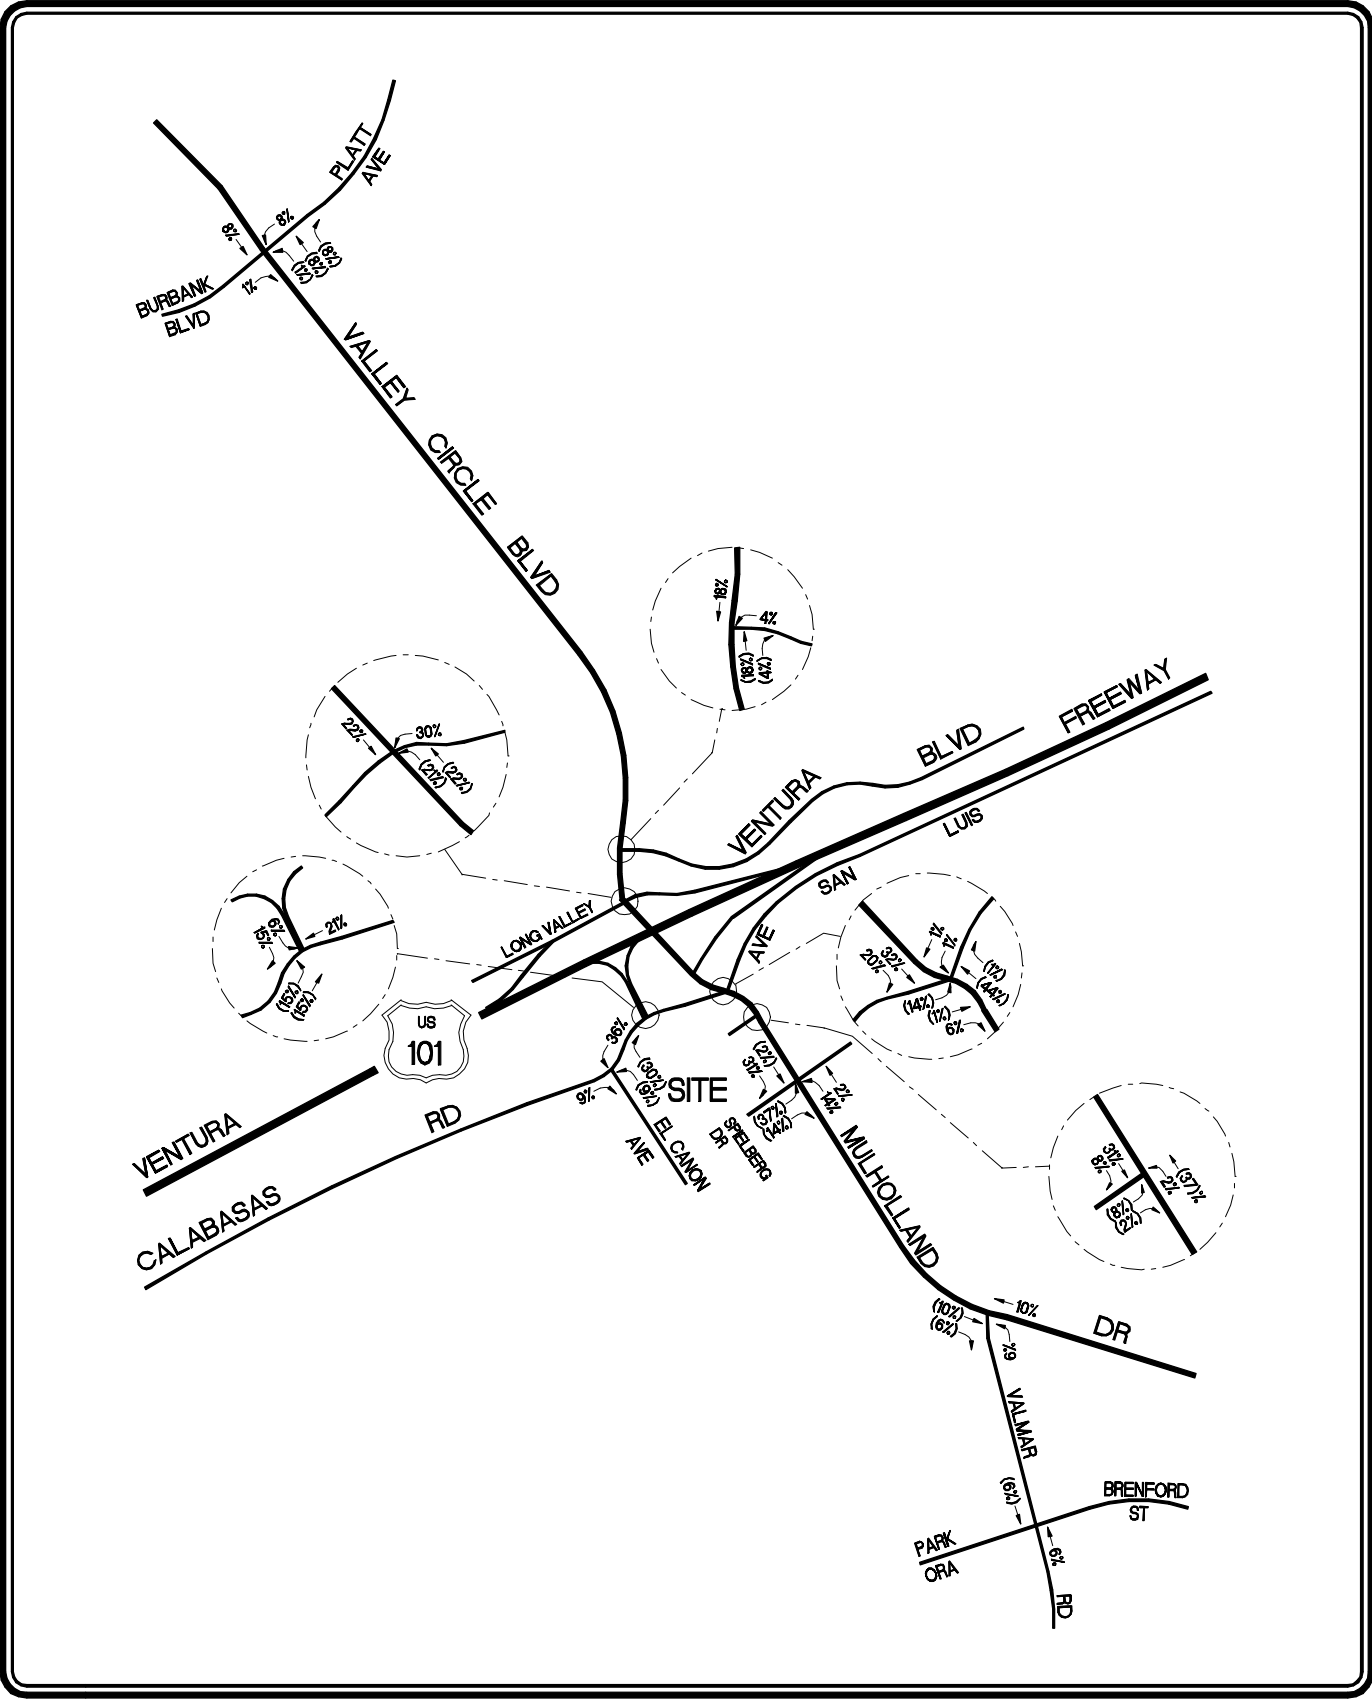 PLATT
AVE
8%
8%
(8%)
(8%)
(1%)
1%
BURBANK
BLVD
VALLEY
CIRCLE
BLVD
18%
4%
(18%)
(4%)
22%
30%
(22%)
(21%)
FREEWAY
BLVD
VENTURA
LUIS
SAN
AVE
LONG VALLEY
6%
15%
21%
(15%)
(15%)
1%
1%
32%
20%
(1%)
(44%)
(14%)
(1%)
6%
US
101
36%
(30%)
(9%)
9%
SITE
(2%)
31%
2%
14%
(37%)
(14%)
SPIELBERG
DR
EL CANON
AVE
RD
VENTURA
CALABASAS
31%
8%
(37)%
2%
(8%)
(2%)
MULHOLLAND
DR
(10%)
(6%)
10%
6%
VALMAR
(6%)
BRENFORD
ST
PARK
ORA
6%
RD